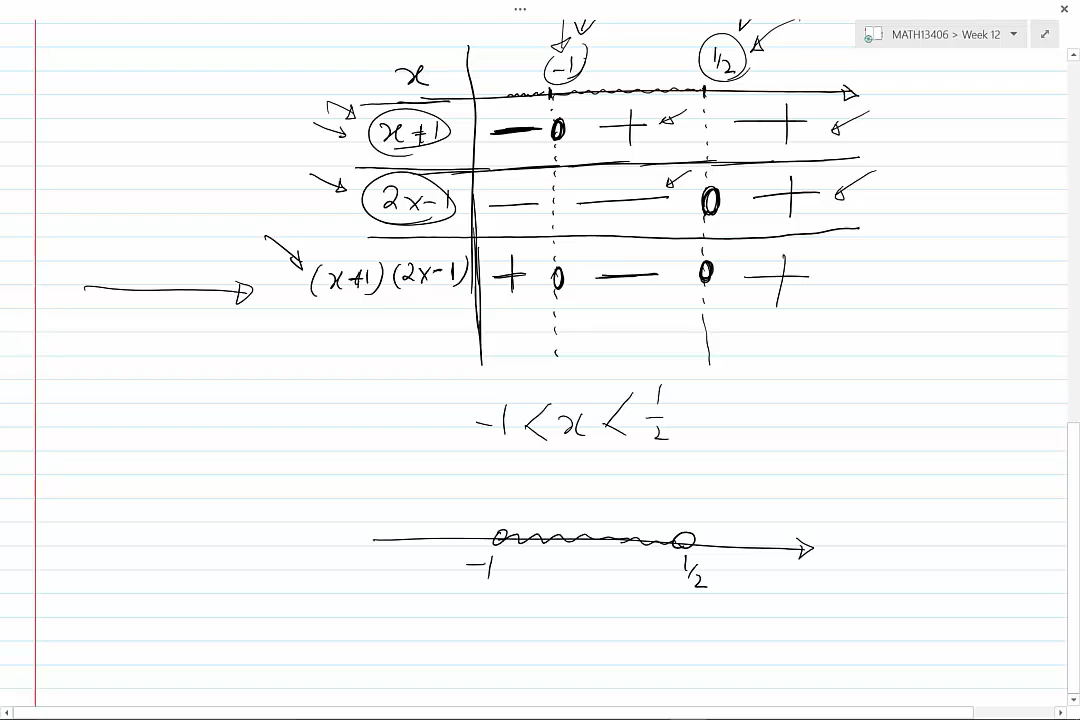 MATH13406 > Week 12
x -1 1/2
x+1 — 0 + +
2x-1 — — 0 +
(x+1)(2x-1) + 0 — 0 +
-1 < x < 1/2
-1 1/2